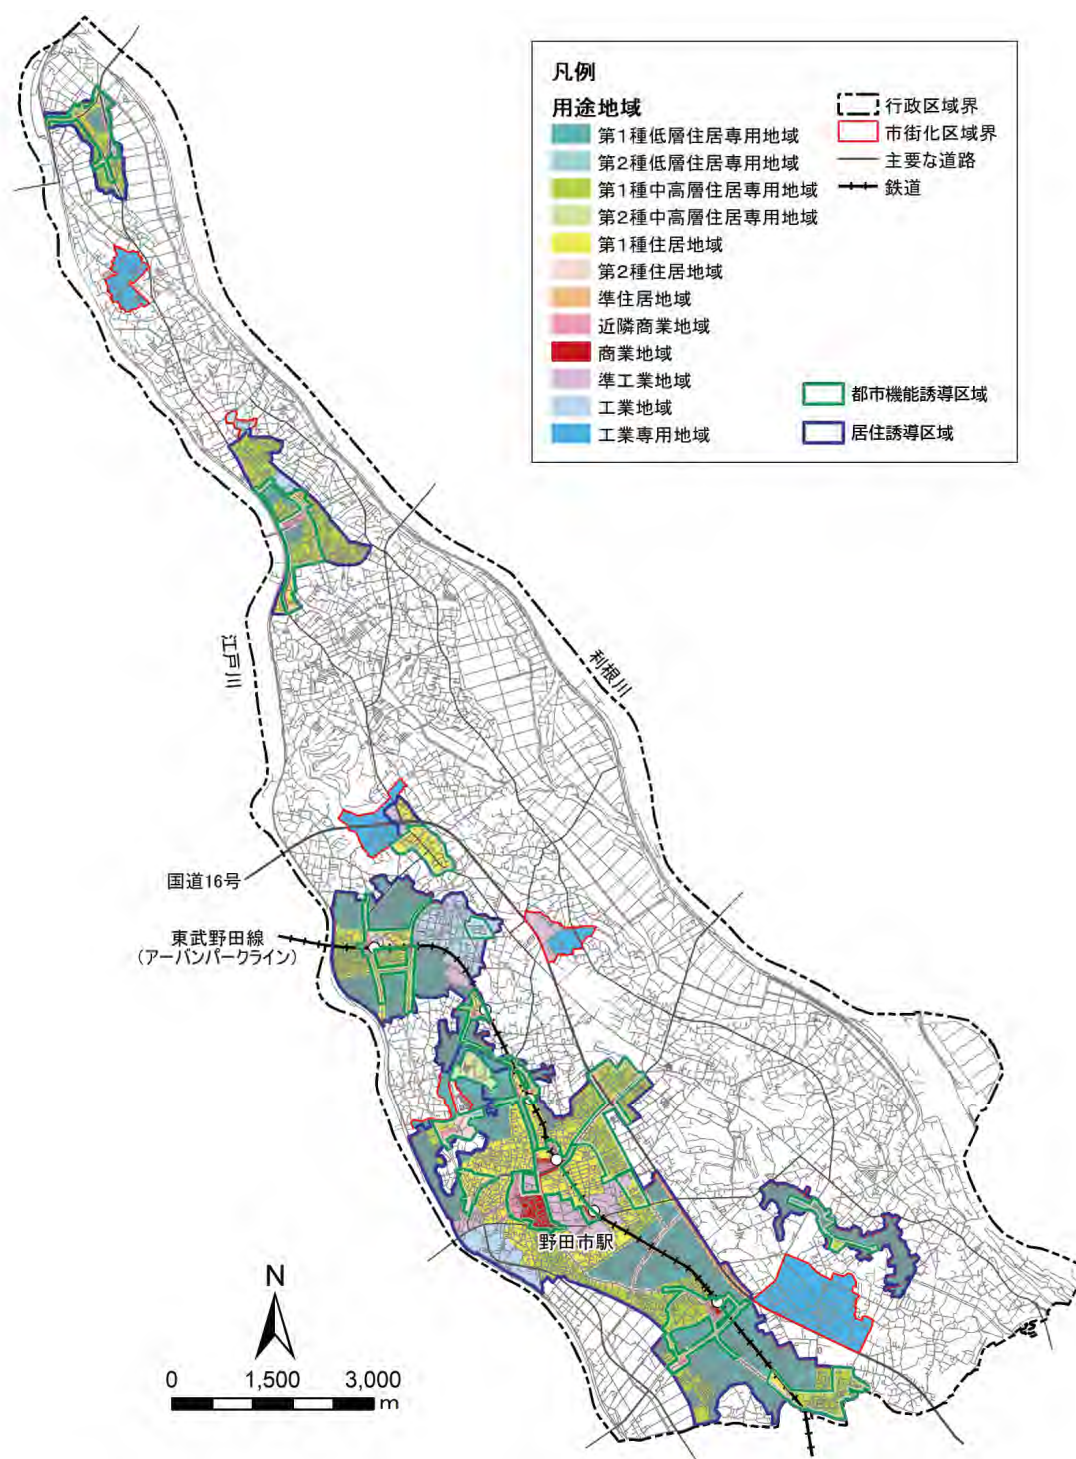 凡例
用途地域
第1種低層住居専用地域
第2種低層住居専用地域
第1種中高層住居専用地域
第2種中高層住居専用地域
第1種住居地域
第2種住居地域
準住居地域
近隣商業地域
商業地域
準工業地域
工業地域
工業専用地域
行政区域界
市街化区域界
主要な道路
鉄道
都市機能誘導区域
居住誘導区域
江戸川
利根川
国道16号
東武野田線
(アーバンパークライン)
野田市駅
N
0 1,500 3,000
m